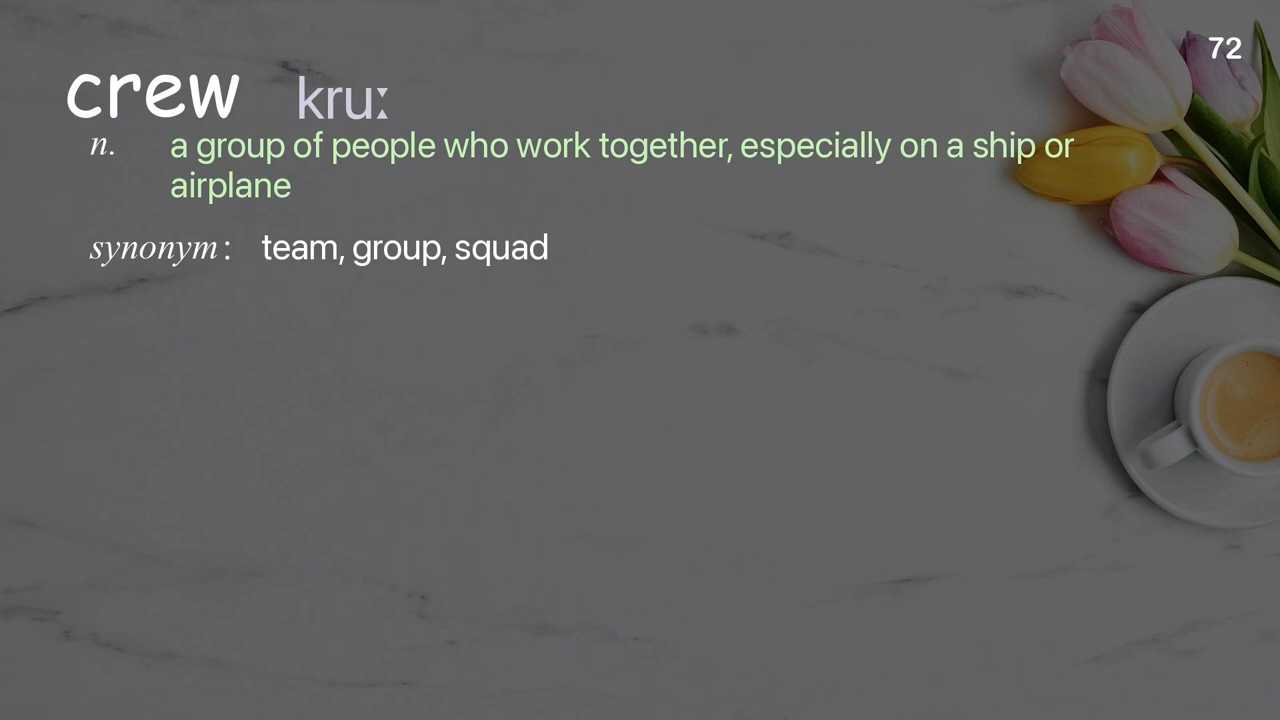 72
crew kruː
n. a group of people who work together, especially on a ship or
airplane
synonym: team, group, squad